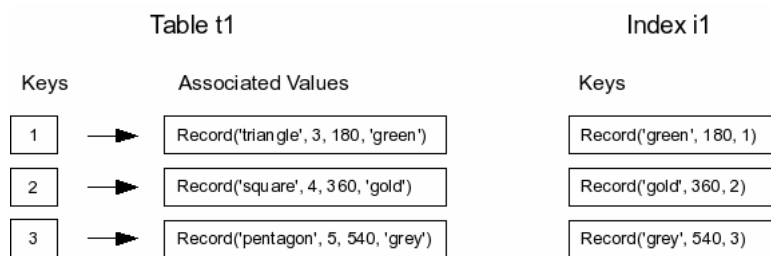 Table t1 Index i1
Keys Associated Values Keys
1 Record('triangle', 3, 180, 'green') Record('green', 180, 1)
2 Record('square', 4, 360, 'gold') Record('gold', 360, 2)
3 Record('pentagon', 5, 540, 'grey') Record('grey', 540, 3)